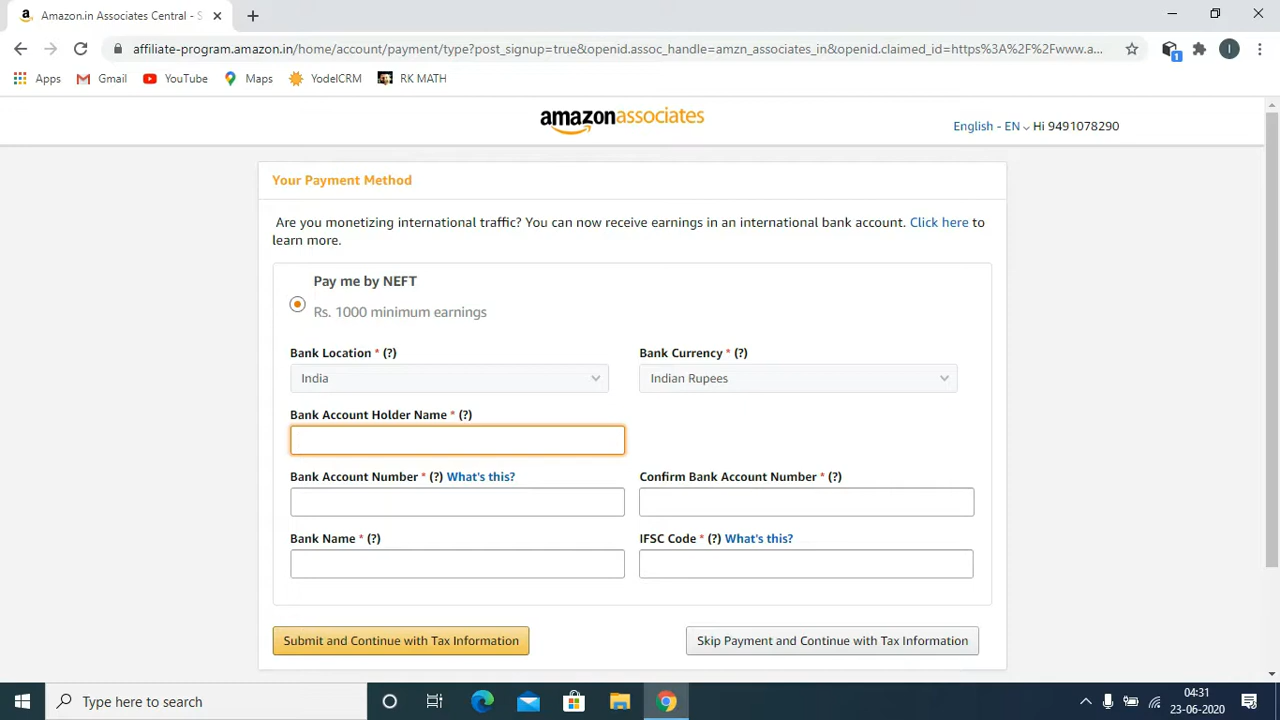 Amazon.in Associates Central - S
affiliate-program.amazon.in/home/account/payment/type?post_signup=true&openid.assoc_handle=amzn_associates_in&openid.claimed_id=https%3A%2F%2Fwww.a...
1
I
Apps Gmail YouTube Maps YodelCRM RK MATH
amazonassociates
English - EN Hi 9491078290
Your Payment Method
Are you monetizing international traffic? You can now receive earnings in an international bank account. Click here to
learn more.
Pay me by NEFT
Rs. 1000 minimum earnings
Bank Location * (?) Bank Currency * (?)
India Indian Rupees
Bank Account Holder Name * (?)
Bank Account Number * (?) What's this? Confirm Bank Account Number * (?)
Bank Name * (?) IFSC Code * (?) What's this?
Submit and Continue with Tax Information Skip Payment and Continue with Tax Information
Type here to search
04:31
23-06-2020